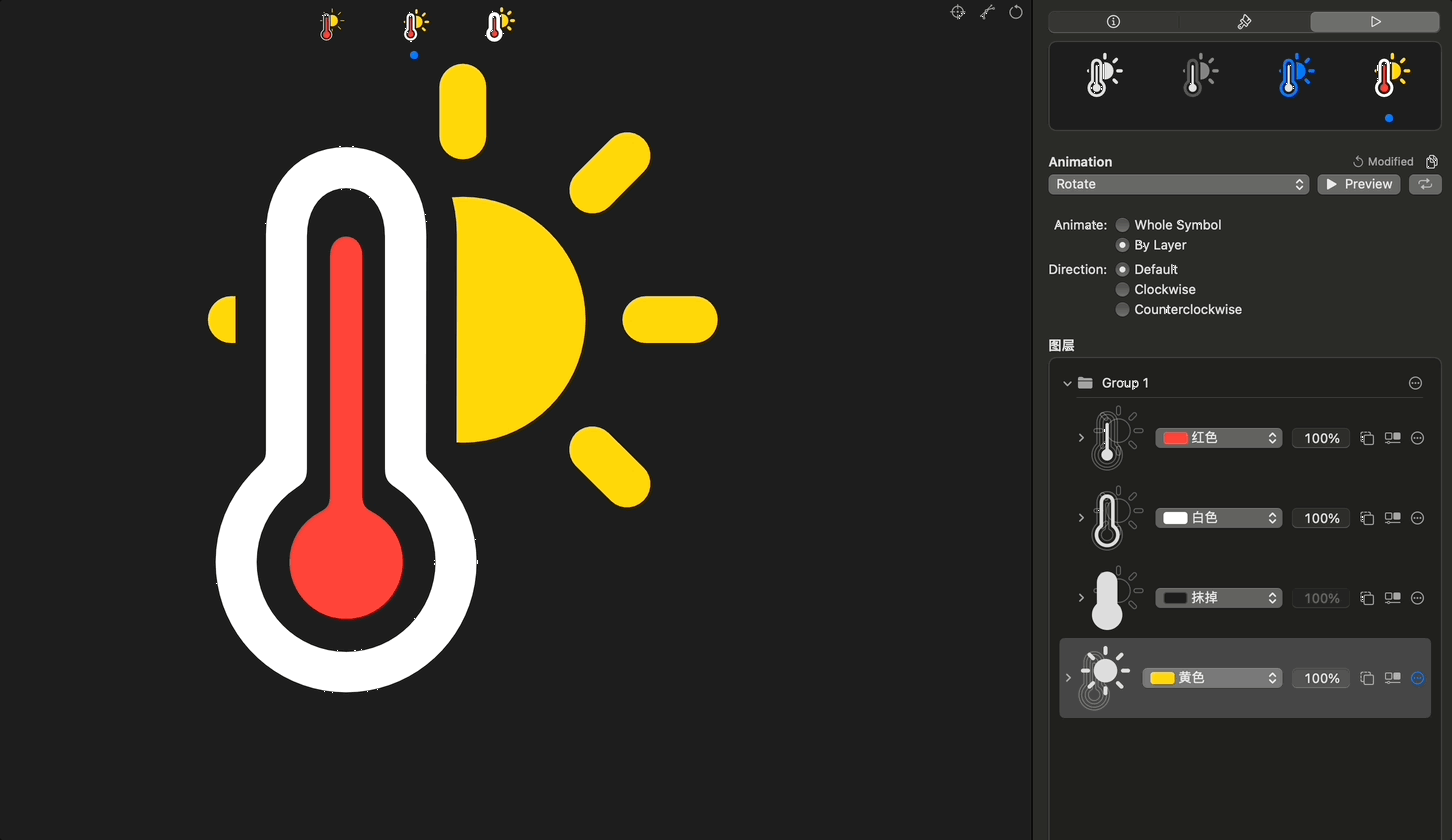 Animation
Modified
Rotate
Preview
Animate:
Whole Symbol
By Layer
Direction:
Default
Clockwise
Counterclockwise
图层
Group 1
红色
100%
白色
100%
抹掉
100%
黄色
100%